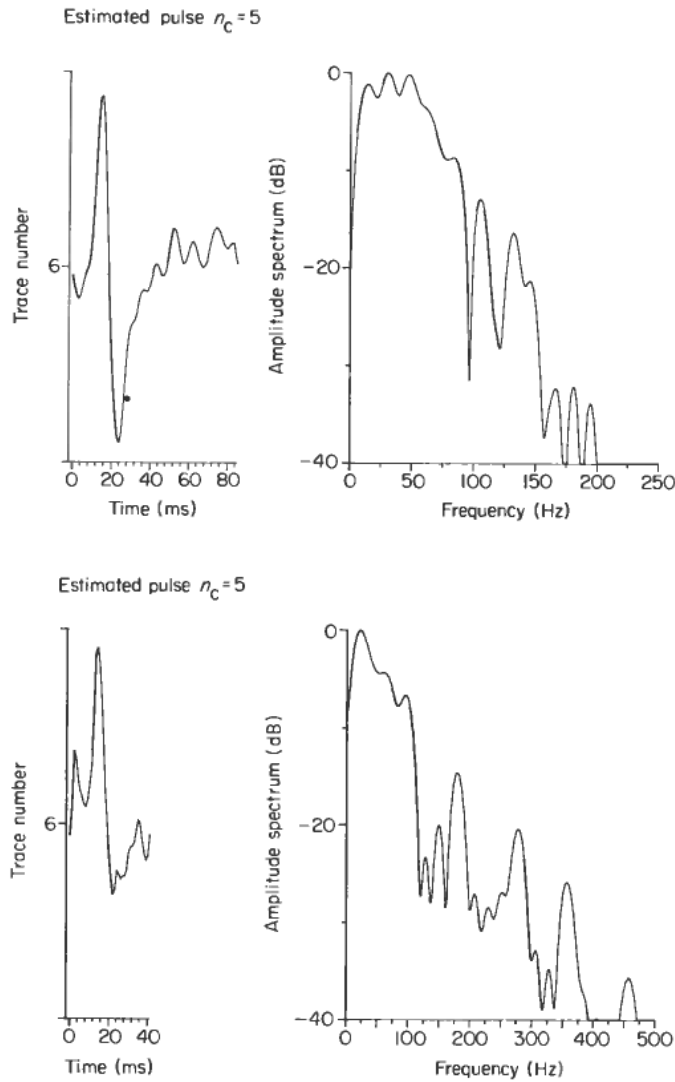 Estimated pulse n_c = 5
Trace number
6
0 20 40 60 80
Time (ms)
Amplitude spectrum (dB)
0
-20
-40
0 50 100 150 200 250
Frequency (Hz)
Estimated pulse n_c = 5
Trace number
6
0 20 40
Time (ms)
Amplitude spectrum (dB)
0
-20
-40
0 100 200 300 400 500
Frequency (Hz)